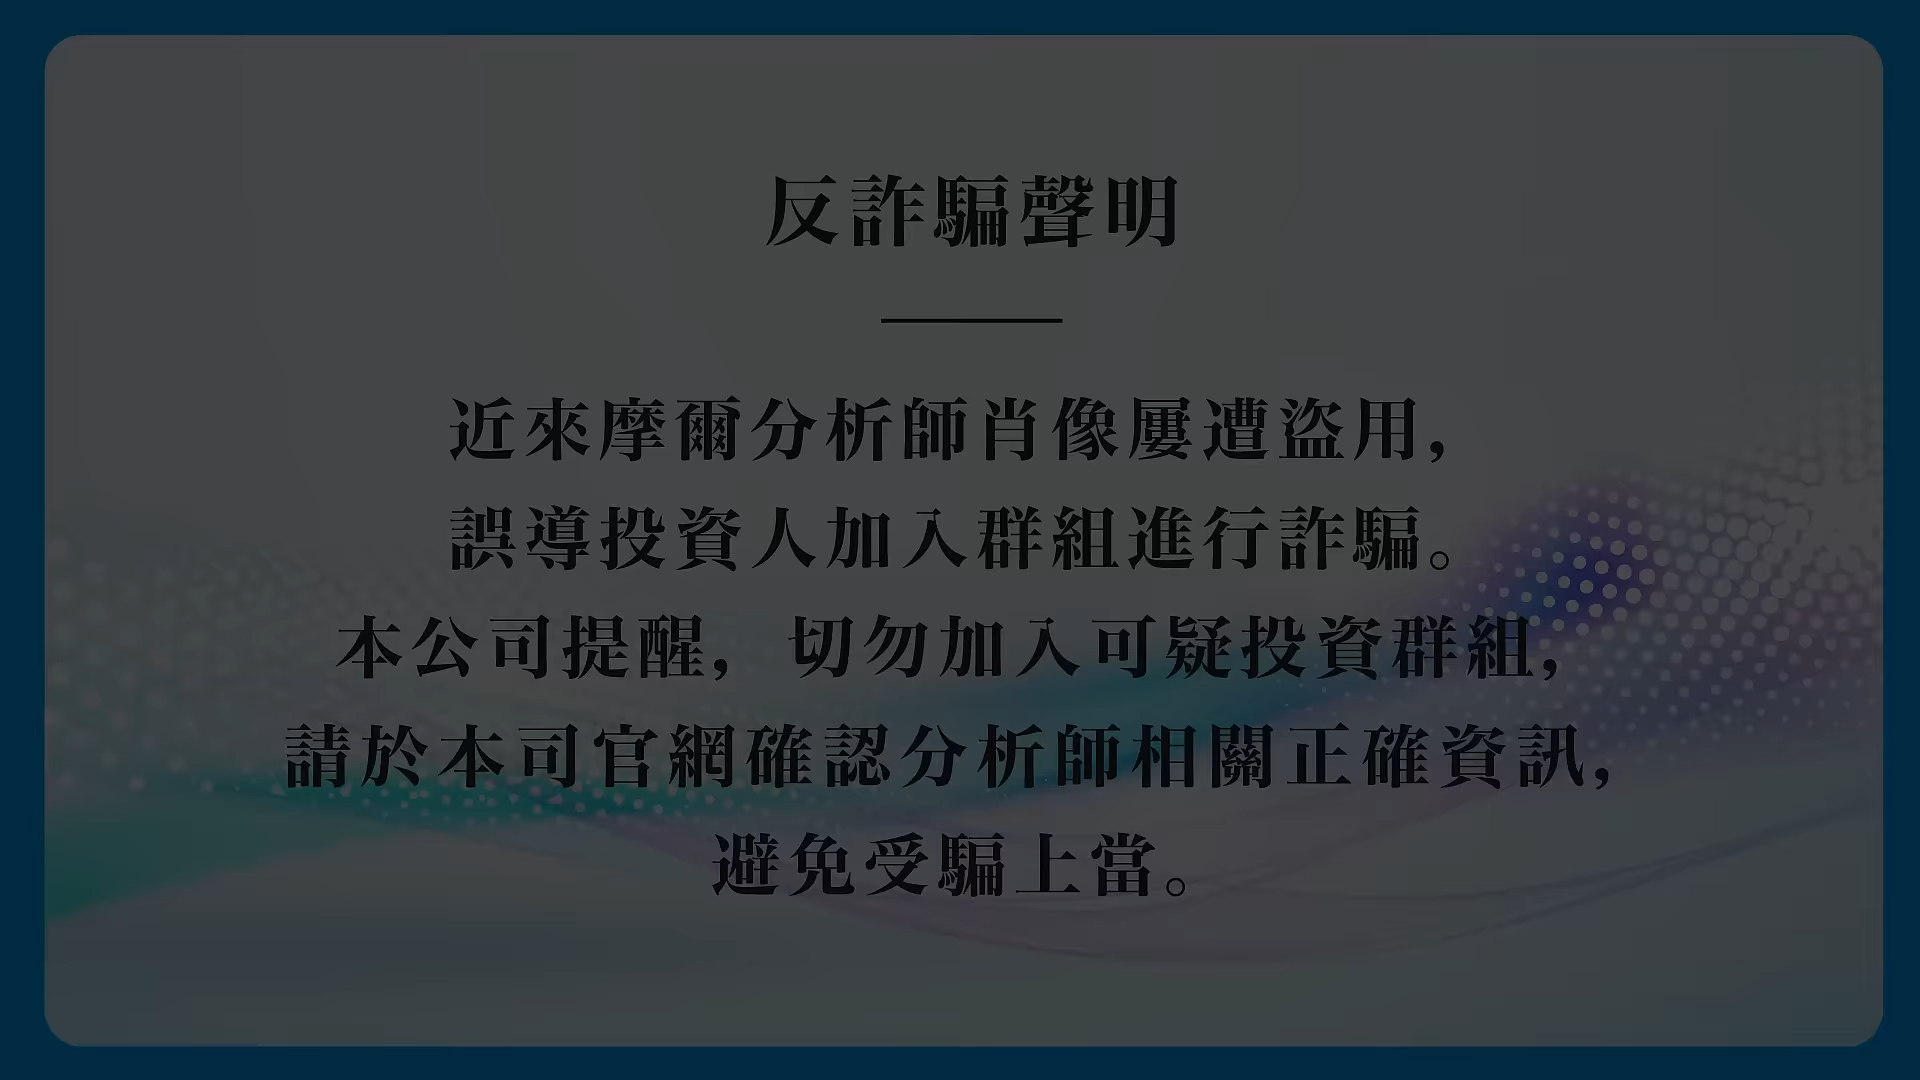 反詐騙聲明
近來摩爾分析師肖像屢遭盜用,
誤導投資人加入群組進行詐騙。
本公司提醒, 切勿加入可疑投資群組,
請於本司官網確認分析師相關正確資訊,
避免受騙上當。